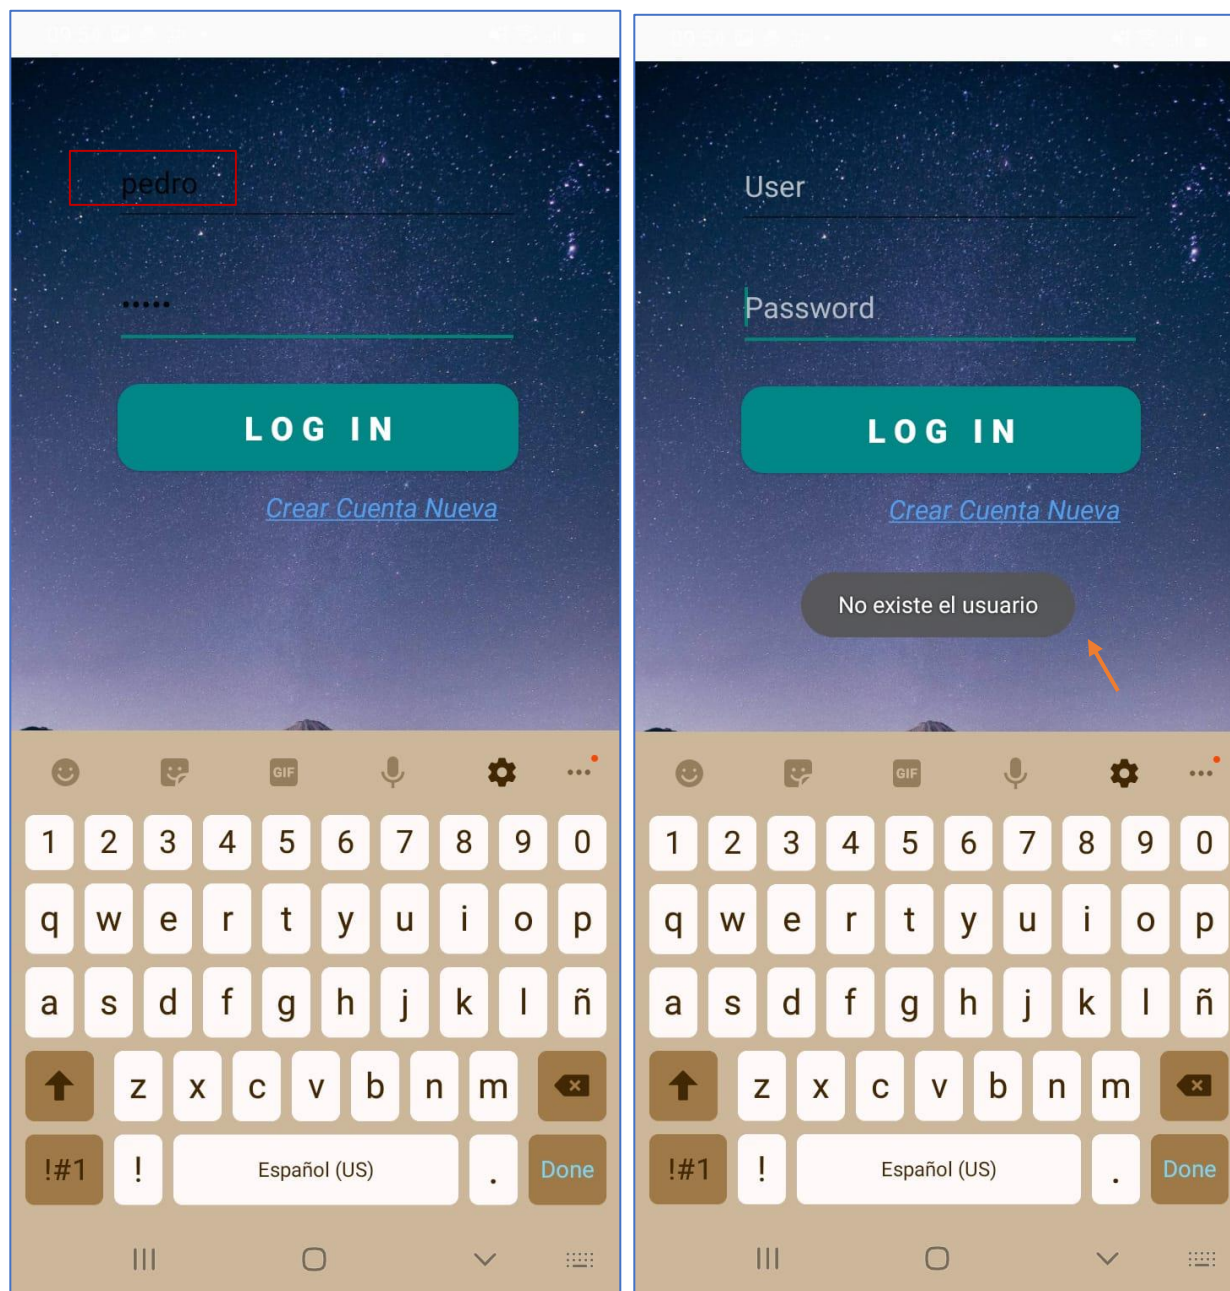 pedro
•••••
LOG IN
Crear Cuenta Nueva
GIF
1 2 3 4 5 6 7 8 9 0
q w e r t y u i o p
a s d f g h j k l ñ
z x c v b n m
!#1 ! Español (US) . Done
User
Password
LOG IN
Crear Cuenta Nueva
No existe el usuario
GIF
1 2 3 4 5 6 7 8 9 0
q w e r t y u i o p
a s d f g h j k l ñ
z x c v b n m
!#1 ! Español (US) . Done